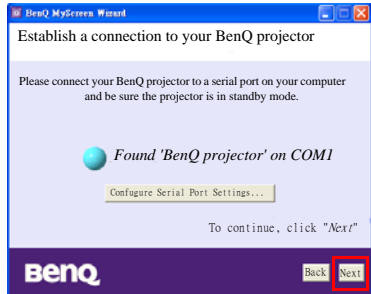 BenQ MyScreen Wizard
Establish a connection to your BenQ projector
Please connect your BenQ projector to a serial port on your computer
and be sure the projector is in standby mode.
Found 'BenQ projector' on COM1
Confugure Serial Port Settings...
To continue, click "Next"
BenQ
Back Next